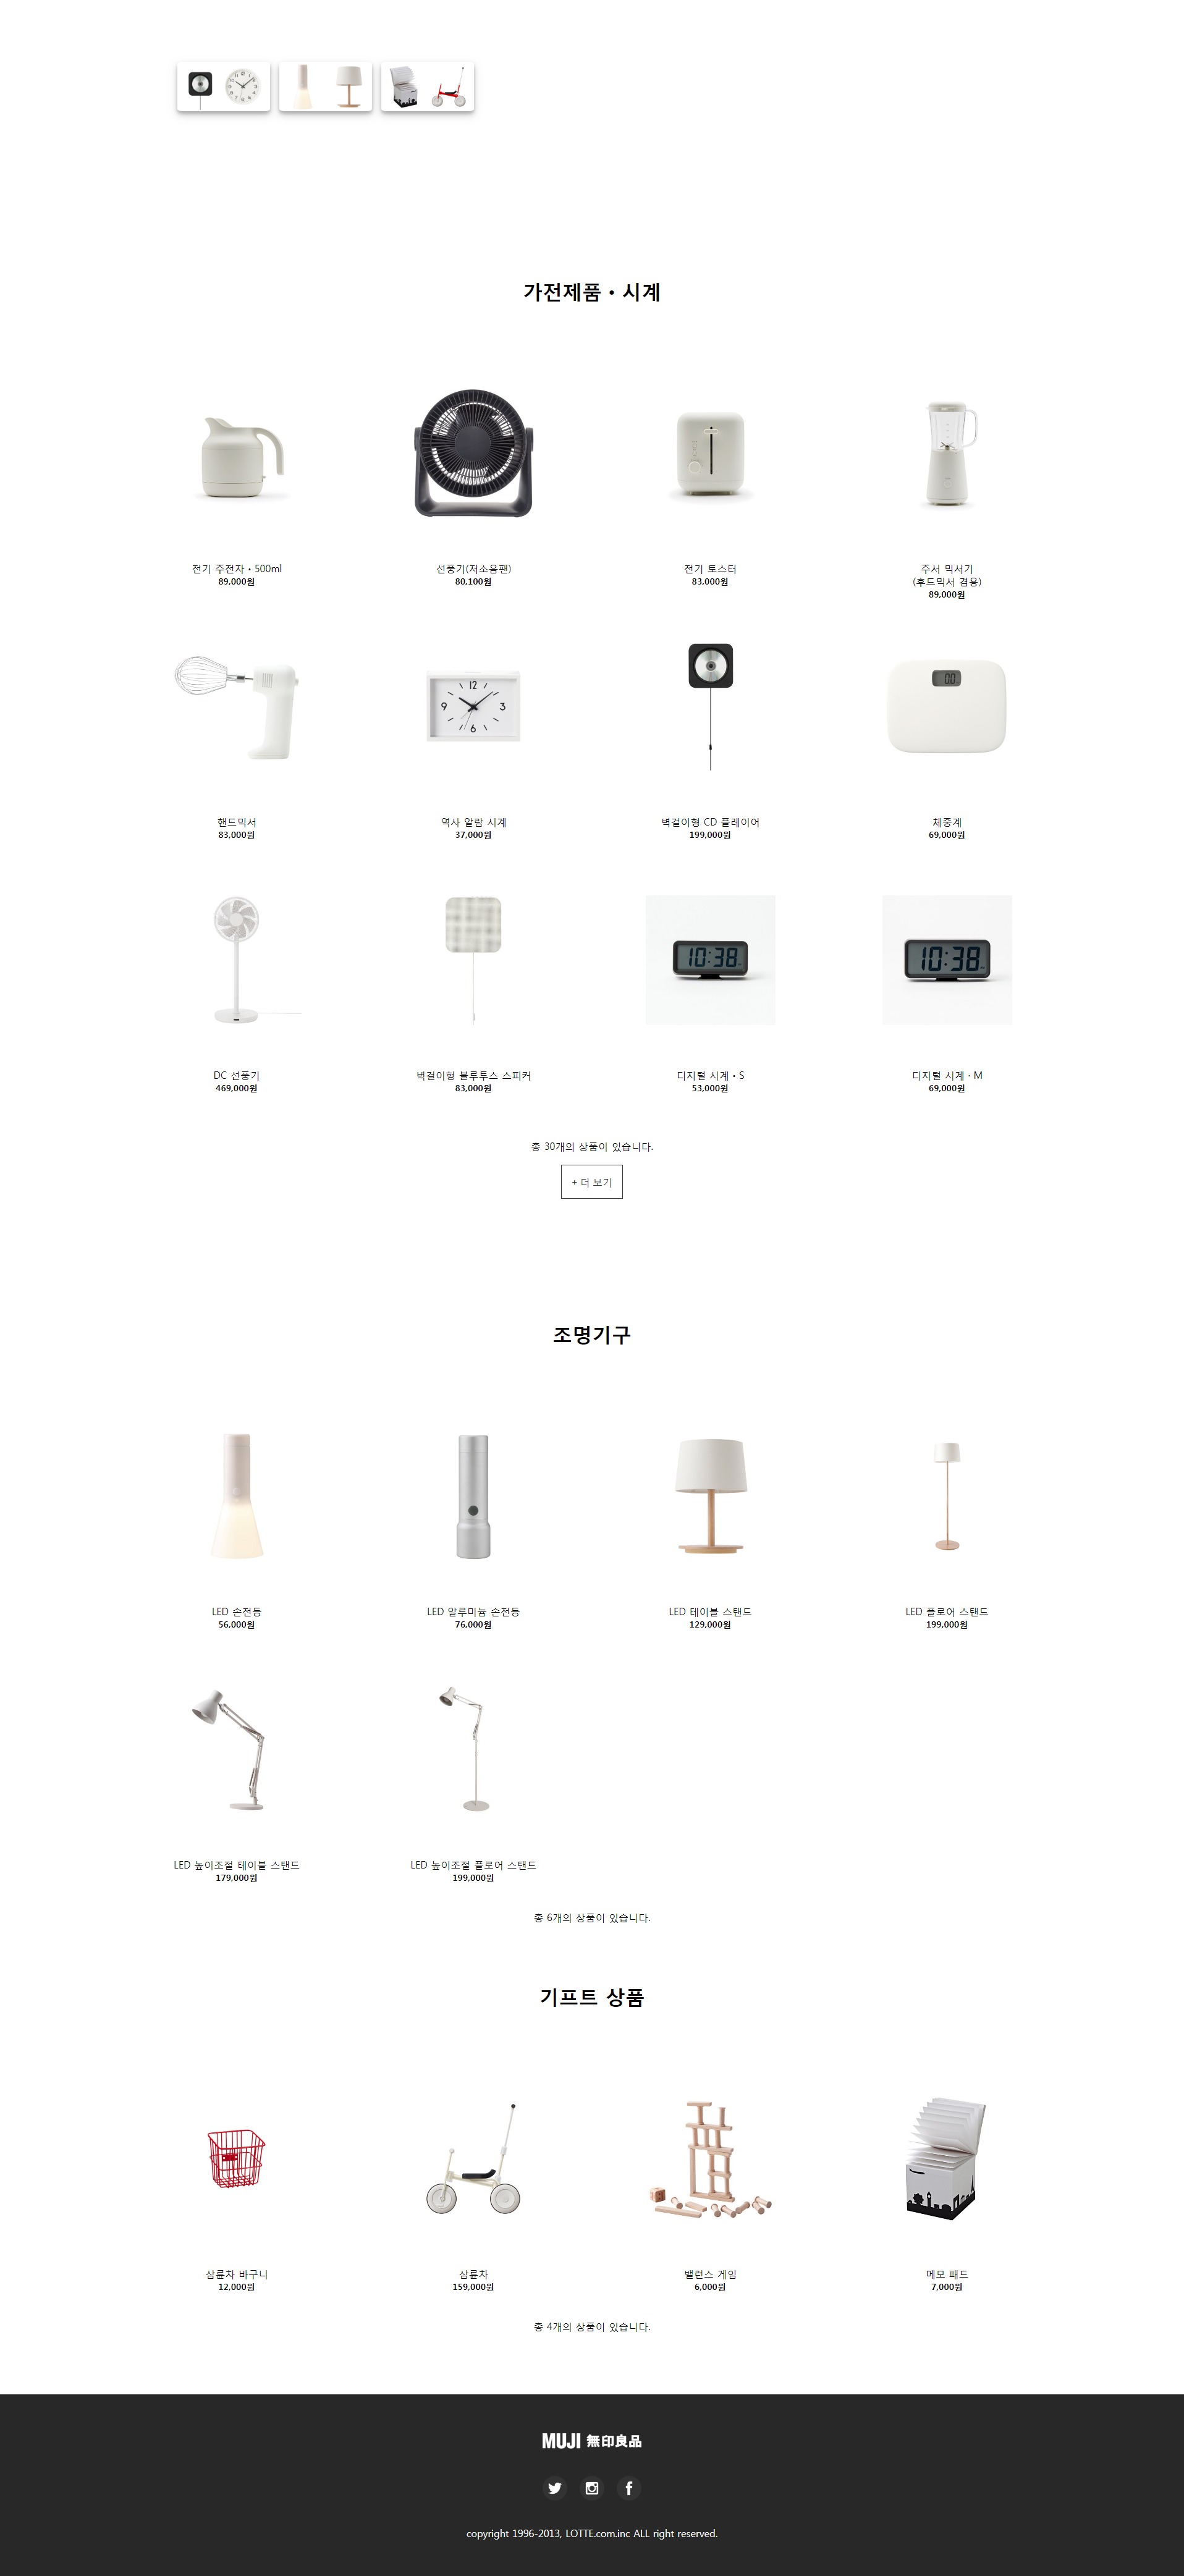 가전제품 • 시계
전기 주전자 • 500ml
89,000원
선풍기(저소음팬)
80,100원
전기 토스터
83,000원
주서 믹서기
(후드믹서 겸용)
89,000원
핸드믹서
83,000원
역사 알람 시계
37,000원
벽걸이형 CD 플레이어
199,000원
체중계
69,000원
DC 선풍기
469,000원
벽걸이형 블루투스 스피커
83,000원
디지털 시계 • S
53,000원
디지털 시계 · M
69,000원
총 30개의 상품이 있습니다.
+ 더 보기
조명기구
LED 손전등
56,000원
LED 알루미늄 손전등
76,000원
LED 테이블 스탠드
129,000원
LED 플로어 스탠드
199,000원
LED 높이조절 테이블 스탠드
179,000원
LED 높이조절 플로어 스탠드
199,000원
총 6개의 상품이 있습니다.
기프트 상품
삼륜차 바구니
12,000원
삼륜차
159,000원
밸런스 게임
6,000원
메모 패드
7,000원
총 4개의 상품이 있습니다.
MUJI 無印良品
copyright 1996-2013, LOTTE.com.inc ALL right reserved.